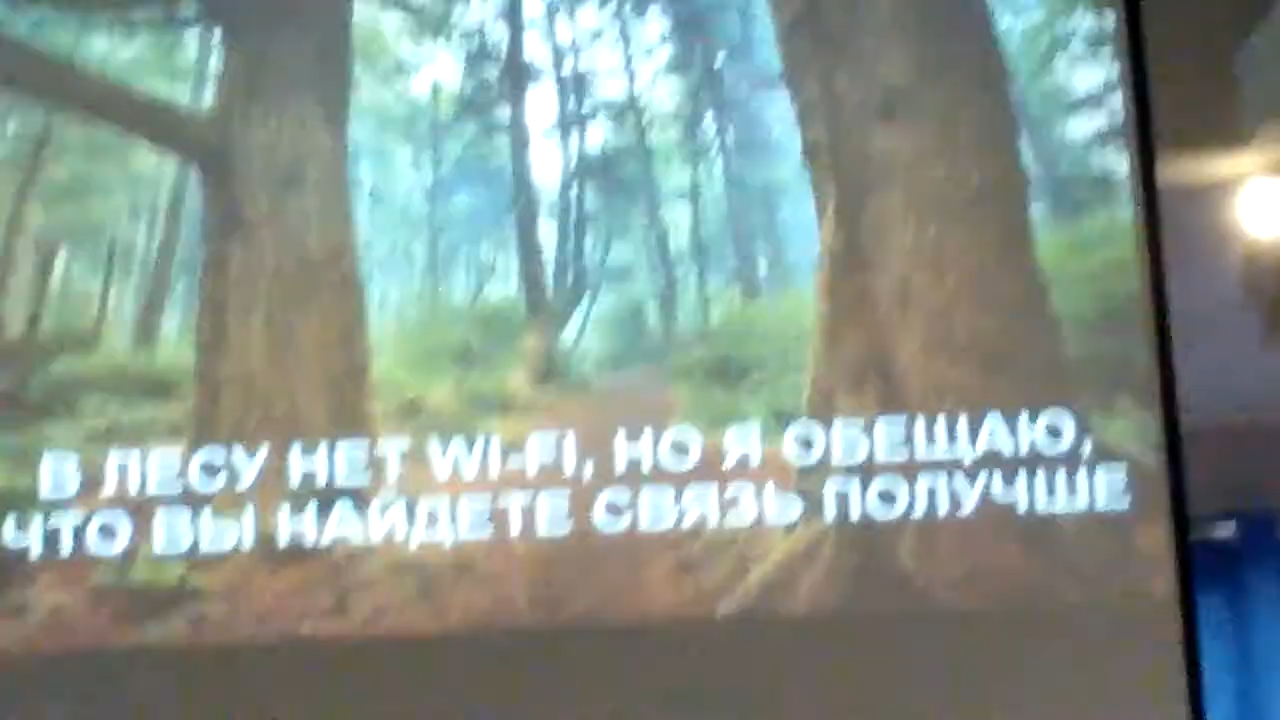 В ЛЕСУ НЕТ WI-FI, НО Я ОБЕЩАЮ,
ЧТО ВЫ НАЙДЕТЕ СВЯЗЬ ПОЛУЧШЕ